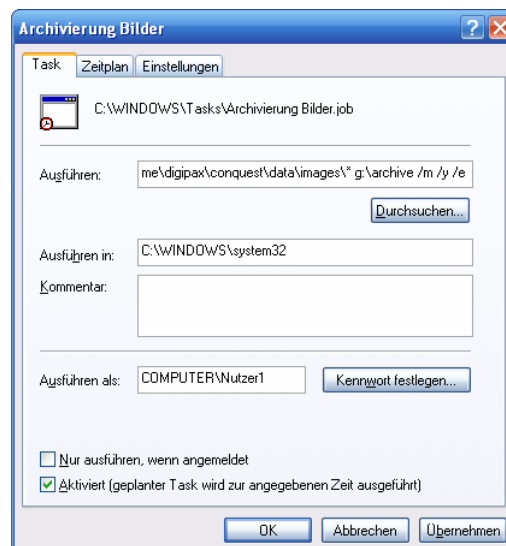 Archivierung Bilder
Task Zeitplan Einstellungen
C:\WINDOWS\Tasks\Archivierung Bilder.job
Ausführen: me\digipax\conquest\data\images\* g:\archive /m /y /e
Durchsuchen...
Ausführen in: C:\WINDOWS\system32
Kommentar:
Ausführen als: COMPUTER\Nutzer1 Kennwort festlegen...
Nur ausführen, wenn angemeldet
Aktiviert (geplanter Task wird zur angegebenen Zeit ausgeführt)
OK Abbrechen Übernehmen